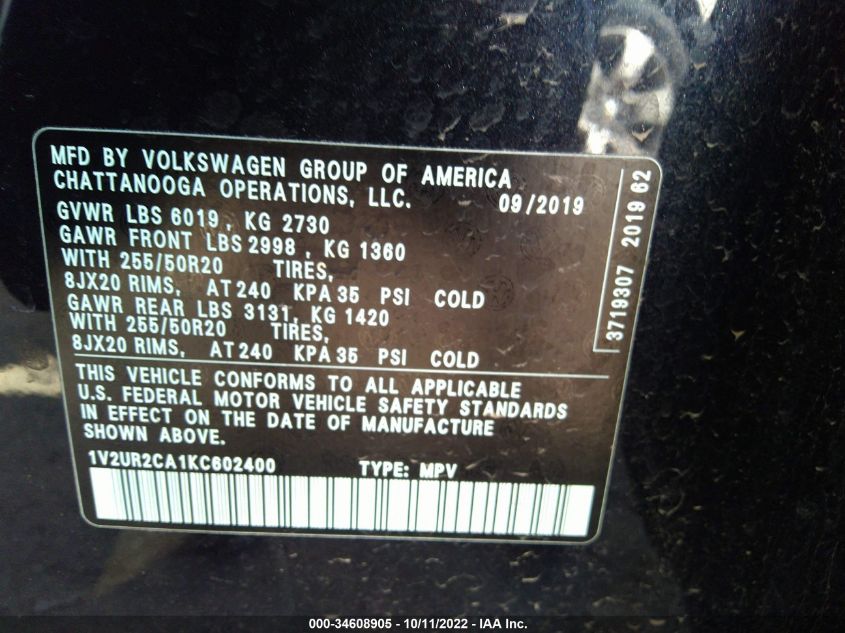 MFD BY VOLKSWAGEN GROUP OF AMERICA
CHATTANOOGA OPERATIONS, LLC. 09/2019
GVWR LBS 6019 , KG 2730
GAWR FRONT LBS 2998 , KG 1360
WITH 255/50R20 TIRES,
8JX20 RIMS, AT 240 KPA 35 PSI COLD
GAWR REAR LBS 3131, KG 1420
WITH 255/50R20 TIRES,
8JX20 RIMS, AT 240 KPA 35 PSI COLD
THIS VEHICLE CONFORMS TO ALL APPLICABLE
U.S. FEDERAL MOTOR VEHICLE SAFETY STANDARDS
IN EFFECT ON THE DATE OF MANUFACTURE
SHOWN ABOVE.
1V2UR2CA1KC602400 TYPE: MPV
3719307 2019 62
000-34608905 - 10/11/2022 - IAA Inc.